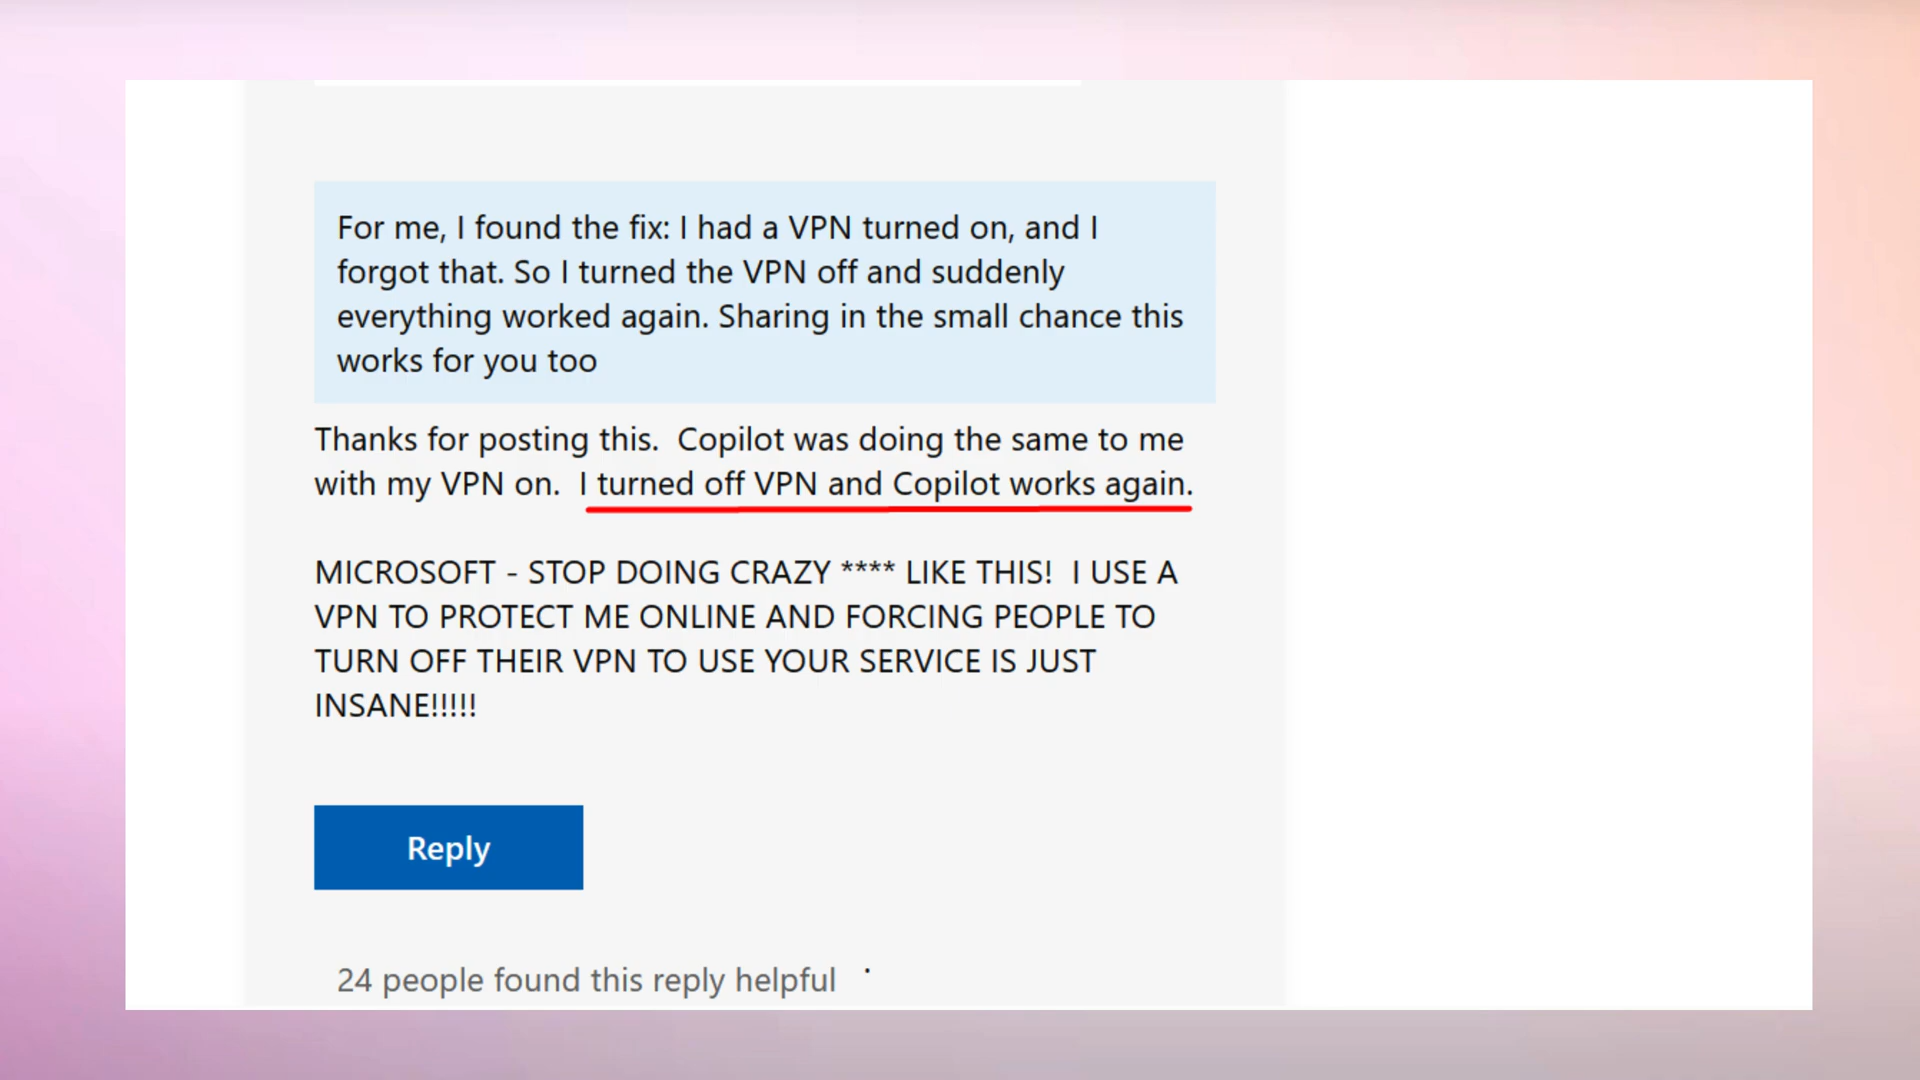 For me, I found the fix: I had a VPN turned on, and I
forgot that. So I turned the VPN off and suddenly
everything worked again. Sharing in the small chance this
works for you too
Thanks for posting this.  Copilot was doing the same to me
with my VPN on.  I turned off VPN and Copilot works again.
MICROSOFT - STOP DOING CRAZY **** LIKE THIS!  I USE A
VPN TO PROTECT ME ONLINE AND FORCING PEOPLE TO
TURN OFF THEIR VPN TO USE YOUR SERVICE IS JUST
INSANE!!!!!
Reply
24 people found this reply helpful  ·